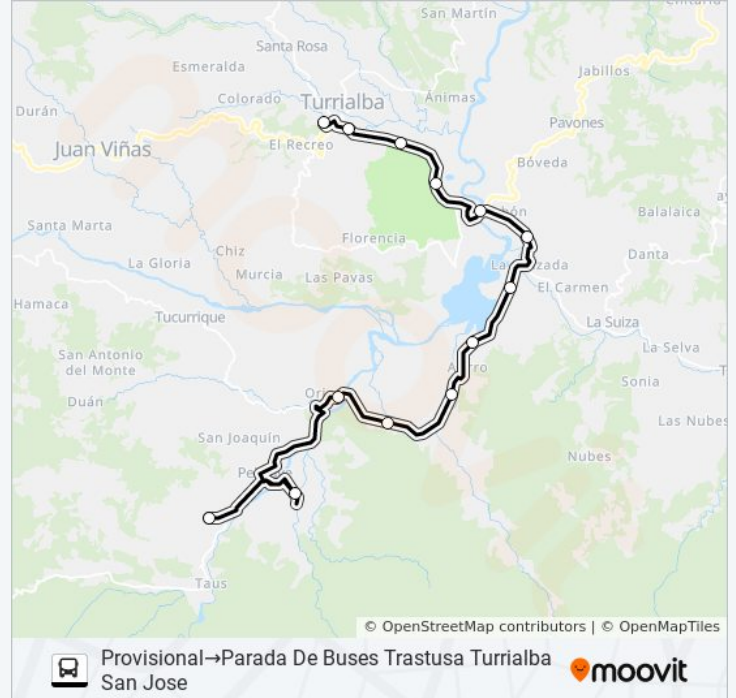 San Martín
Santa Rosa
Esmeralda
Jabillos
Colorado
Turrialba
Ánimas
Durán
Pavones
Juan Viñas
El Recreo
Bóveda
Santa Marta
Balalaica
Florencia
Chiz
Danta
La Gloria
Murcia
Las Pavas
El Carmen
Hamaca
Tucurrique
La Suiza
San Antonio
del Monte
La Selva
Sonia
Duán
Las Nubes
San Joaquín
Nubes
Taus
© OpenStreetMap contributors | © OpenMapTiles
Provisional→Parada De Buses Trastusa Turrialba
San Jose
moovit